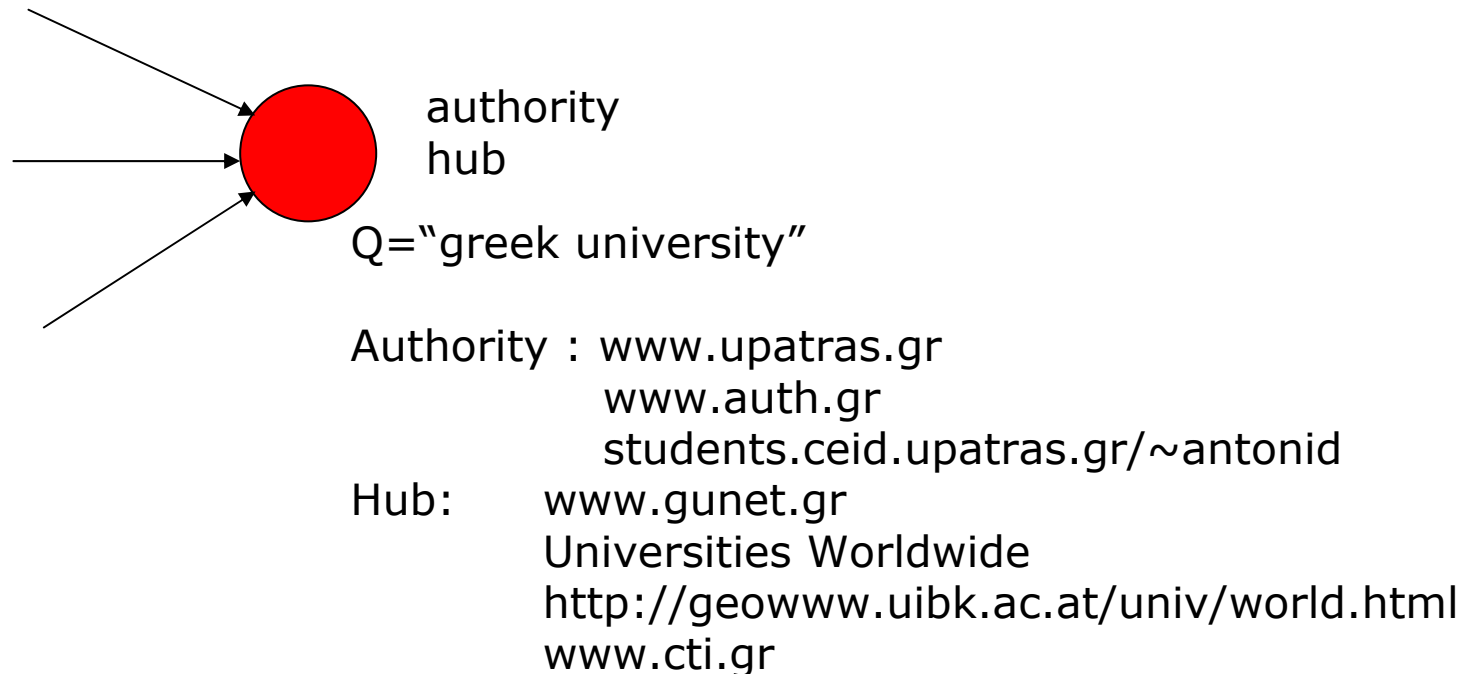 authority
hub
Q=“greek university”
Authority : www.upatras.gr
www.auth.gr
students.ceid.upatras.gr/~antonid
Hub: www.gunet.gr
Universities Worldwide
http://geowww.uibk.ac.at/univ/world.html
www.cti.gr